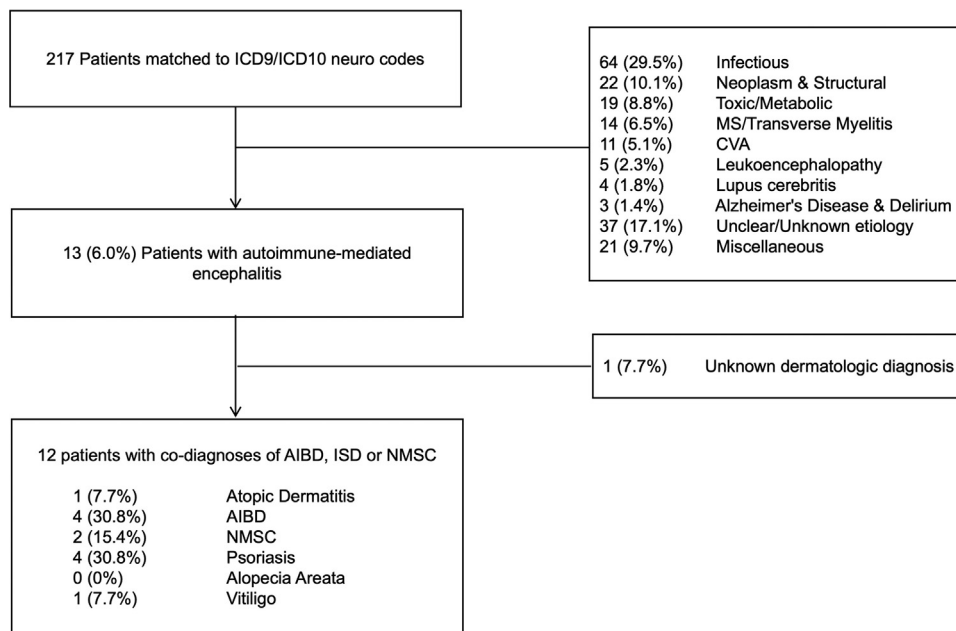 217 Patients matched to ICD9/ICD10 neuro codes
64 (29.5%) Infectious
22 (10.1%) Neoplasm & Structural
19 (8.8%) Toxic/Metabolic
14 (6.5%) MS/Transverse Myelitis
11 (5.1%) CVA
5 (2.3%) Leukoencephalopathy
4 (1.8%) Lupus cerebritis
3 (1.4%) Alzheimer's Disease & Delirium
37 (17.1%) Unclear/Unknown etiology
21 (9.7%) Miscellaneous
13 (6.0%) Patients with autoimmune-mediated
encephalitis
1 (7.7%) Unknown dermatologic diagnosis
12 patients with co-diagnoses of AIBD, ISD or NMSC
1 (7.7%) Atopic Dermatitis
4 (30.8%) AIBD
2 (15.4%) NMSC
4 (30.8%) Psoriasis
0 (0%) Alopecia Areata
1 (7.7%) Vitiligo